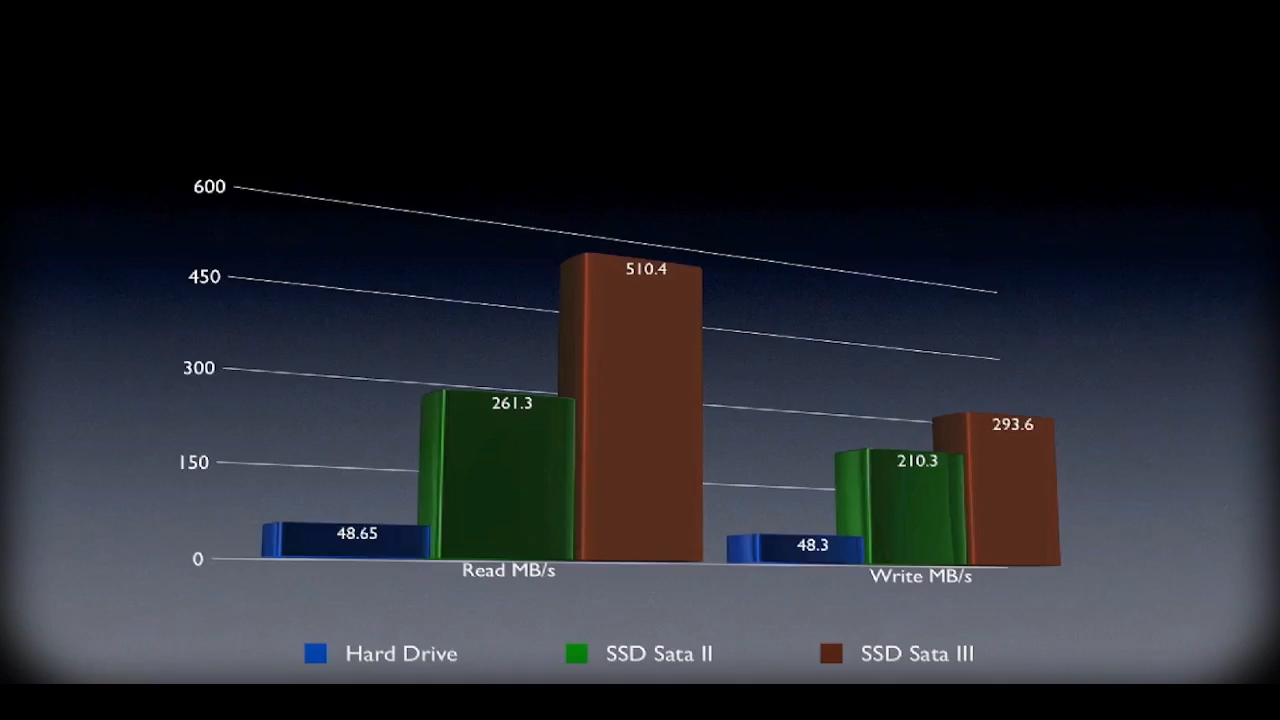 600
450
300
150
0
510.4
261.3
48.65
293.6
210.3
48.3
Read MB/s
Write MB/s
Hard Drive
SSD Sata II
SSD Sata III